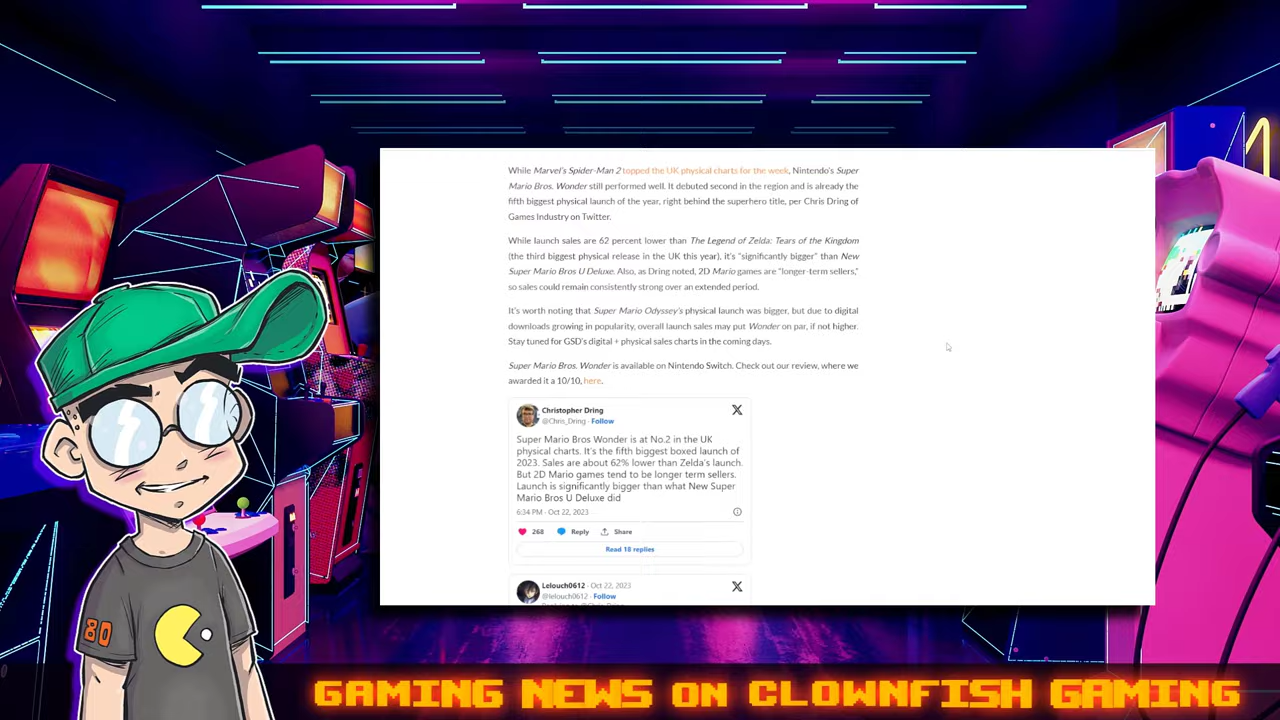 While Marvel's Spider-Man 2 topped the UK physical charts for the week, Nintendo's Super
Mario Bros. Wonder still performed well. It debuted second in the region and is already the
fifth biggest physical launch of the year, right behind the superhero title, per Chris Dring of
Games Industry on Twitter.
While launch sales are 62 percent lower than The Legend of Zelda: Tears of the Kingdom
(the third biggest physical release in the UK this year), it's "significantly bigger" than New
Super Mario Bros U Deluxe. Also, as Dring noted, 2D Mario games are "longer-term sellers,"
so sales could remain consistently strong over an extended period.
It's worth noting that Super Mario Odyssey's physical launch was bigger, but due to digital
downloads growing in popularity, overall launch sales may put Wonder on par, if not higher.
Stay tuned for GSD's digital + physical sales charts in the coming days.
Super Mario Bros. Wonder is available on Nintendo Switch. Check out our review, where we
awarded it a 10/10, here.
Christopher Dring
@Chris_Dring · Follow
Super Mario Bros Wonder is at No.2 in the UK
physical charts. It's the fifth biggest boxed launch of
2023. Sales are about 62% lower than Zelda's launch.
But 2D Mario games tend to be longer term sellers.
Launch is significantly bigger than what New Super
Mario Bros U Deluxe did
6:34 PM · Oct 22, 2023
268 Reply Share
Read 18 replies
Lelouch0612 · Oct 22, 2023
@lelouch0612 · Follow
80
GAMING NEWS ON CLOWNFISH GAMING